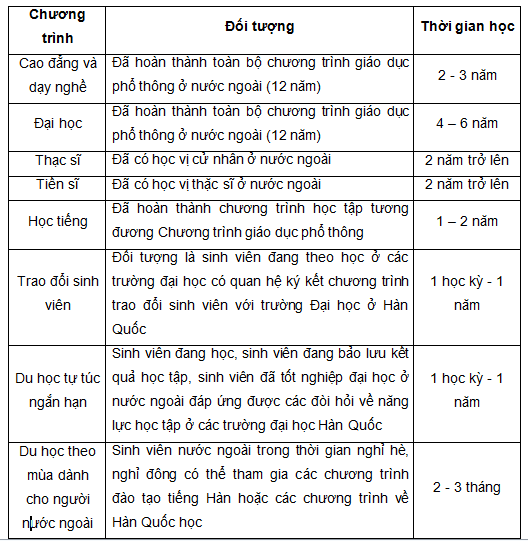 Chương trình
Đối tượng
Thời gian học
Cao đẳng và dạy nghề
Đã hoàn thành toàn bộ chương trình giáo dục
phổ thông ở nước ngoài (12 năm)
2 - 3 năm
Đại học
Đã hoàn thành toàn bộ chương trình giáo dục
phổ thông ở nước ngoài (12 năm)
4 – 6 năm
Thạc sĩ
Đã có học vị cử nhân ở nước ngoài
2 năm trở lên
Tiến sĩ
Đã có học vị thặc sĩ ở nước ngoài
2 năm trở lên
Học tiếng
Đã hoàn thành chương trình học tập tương
đương Chương trình giáo dục phổ thông
1 – 2 năm
Trao đổi sinh
viên
Đối tượng là sinh viên đang theo học ở các
trường đại học có quan hệ ký kết chương trình
trao đổi sinh viên với trường Đại học ở Hàn
Quốc
1 học kỳ - 1
năm
Du học tự túc
ngắn hạn
Sinh viên đang học, sinh viên đang bảo lưu kết
quả học tập, sinh viên đã tốt nghiệp đại học ở
nước ngoài đáp ứng được các đòi hỏi về năng
lực học tập ở các trường đại học Hàn Quốc
1 học kỳ - 1
năm
Du học theo
mùa dành
cho người
nước ngoài
Sinh viên nước ngoài trong thời gian nghỉ hè,
nghỉ đông có thể tham gia các chương trình
đào tạo tiếng Hàn hoặc các chương trình về
Hàn Quốc học
2 - 3 tháng